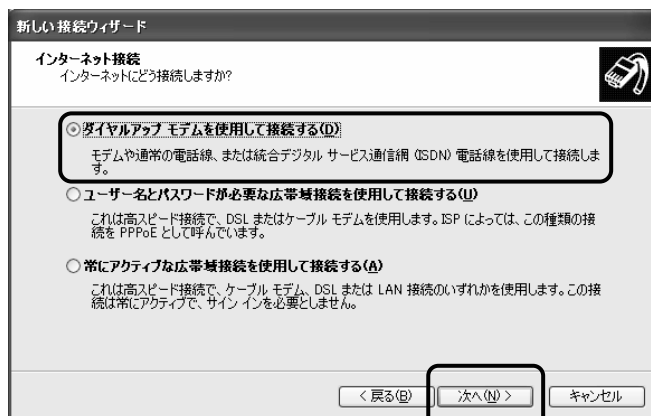 新しい接続ウィザード
インターネット接続
インターネットにどう接続しますか?
ダイヤルアップ モデムを使用して接続する(D)
モデムや通常の電話線、または統合デジタル サービス通信網 (ISDN) 電話線を使用して接続しま
す。
ユーザー名とパスワードが必要な広帯域接続を使用して接続する(U)
これは高スピード接続で、DSL またはケーブル モデムを使用します。ISP によっては、この種類の接
続を PPPoE として呼んでいます。
常にアクティブな広帯域接続を使用して接続する(A)
これは高スピード接続で、ケーブル モデム、DSL または LAN 接続のいずれかを使用します。この接
続は常にアクティブで、サイン インを必要としません。
< 戻る(B) 次へ(N) > キャンセル